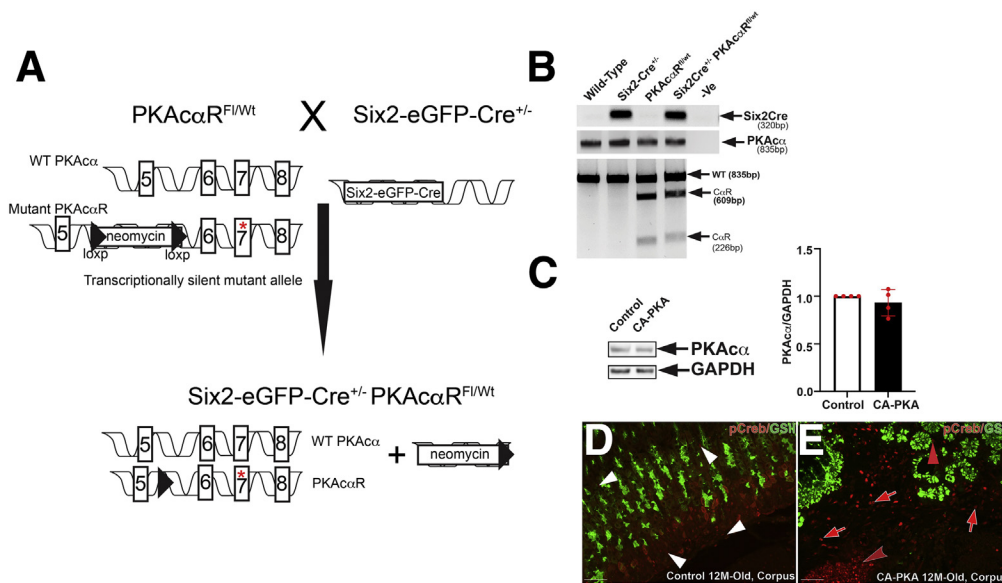 A
PKAcαR^Fl/Wt X Six2-eGFP-Cre^+/-
WT PKAcα
5 6 7 8
Six2-eGFP-Cre
Mutant PKAcαR
5 neomycin 6 *7 8
loxp loxp
Transcriptionally silent mutant allele
Six2-eGFP-Cre^+/- PKAcαR^Fl/Wt
5 6 7 8 WT PKAcα
+ neomycin
5 6 *7 8 PKAcαR
B
Wild-Type
Six2-Cre^+/-
PKAcαR^fl/wt
Six2Cre^+/- PKAcαR^fl/wt
-Ve
Six2Cre
(320bp)
PKAcα
(835bp)
WT (835bp)
CαR
(609bp)
CαR
(226bp)
C
Control
CA-PKA
PKAcα
GAPDH
PKAcα/GAPDH
1.5
1.0
0.5
0.0
Control CA-PKA
D
pCreb/GSII
Control 12M-Old, Corpus
E
pCreb/GSII
CA-PKA 12M-Old, Corpus